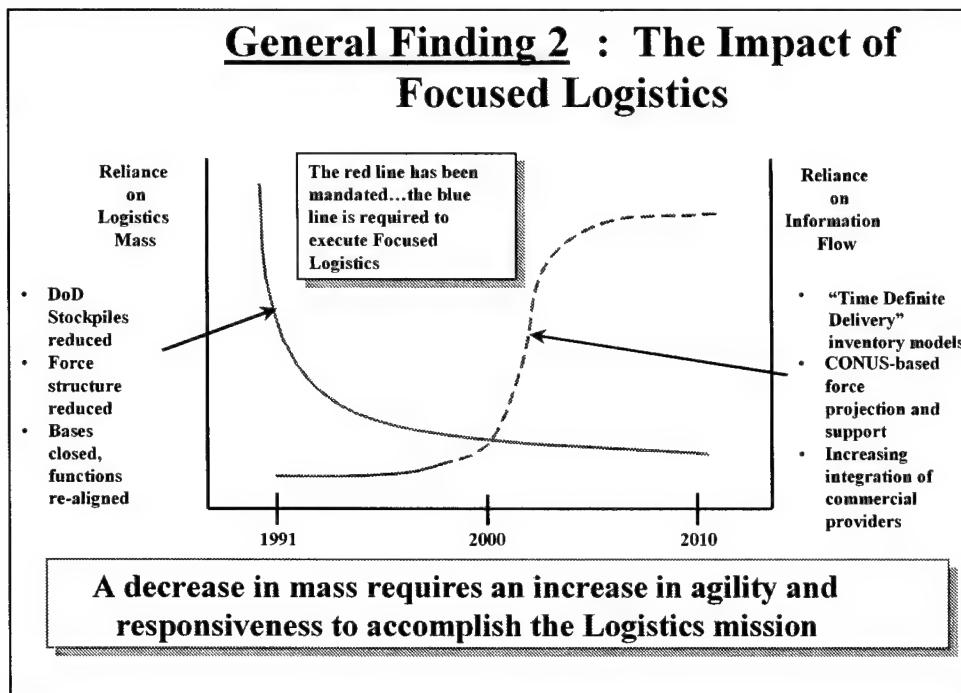 General Finding 2 : The Impact of
Focused Logistics
Reliance
on
Logistics
Mass
The red line has been
mandated…the blue
line is required to
execute Focused
Logistics
Reliance
on
Information
Flow
• DoD
Stockpiles
reduced
• Force
structure
reduced
• Bases
closed,
functions
re-aligned
• “Time Definite
Delivery”
inventory models
• CONUS-based
force
projection and
support
• Increasing
integration of
commercial
providers
1991
2000
2010
A decrease in mass requires an increase in agility and
responsiveness to accomplish the Logistics mission